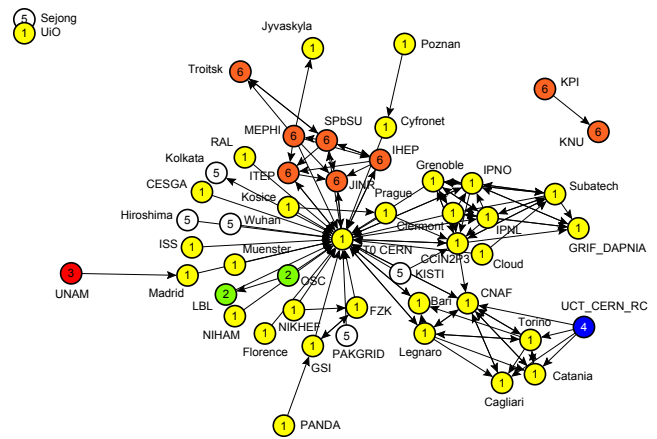 5 Sejong
1 UiO
Jyvaskyla
1
1 Poznan
Troitsk
6
6 KPI
MEPHI
6
SPbSU
6
1
Cyfronet
6
KNU
RAL
1
IHEP
6
Kolkata
5
ITEP
6
JINR
6
Grenoble
1
IPNO
1
CESGA
1
Kosice
1
Prague
1
Subatech
1
Hiroshima
5
5
Wuhan
Clermont
1
1
IPNL
1
GRIF_DAPNIA
ISS
1
1
T0 CERN
1
CCIN2P3
1
Cloud
Muenster
1
3
UNAM
1
Madrid
2
OSC
5
KISTI
LBL
2
1
Bari
1
CNAF
UCT_CERN_RC
4
1
NIHAM
1
NIKHEF
1
FZK
1
Florence
5
PAKGRID
1
Legnaro
Torino
1
1
GSI
1
Cagliari
1
Catania
1
PANDA